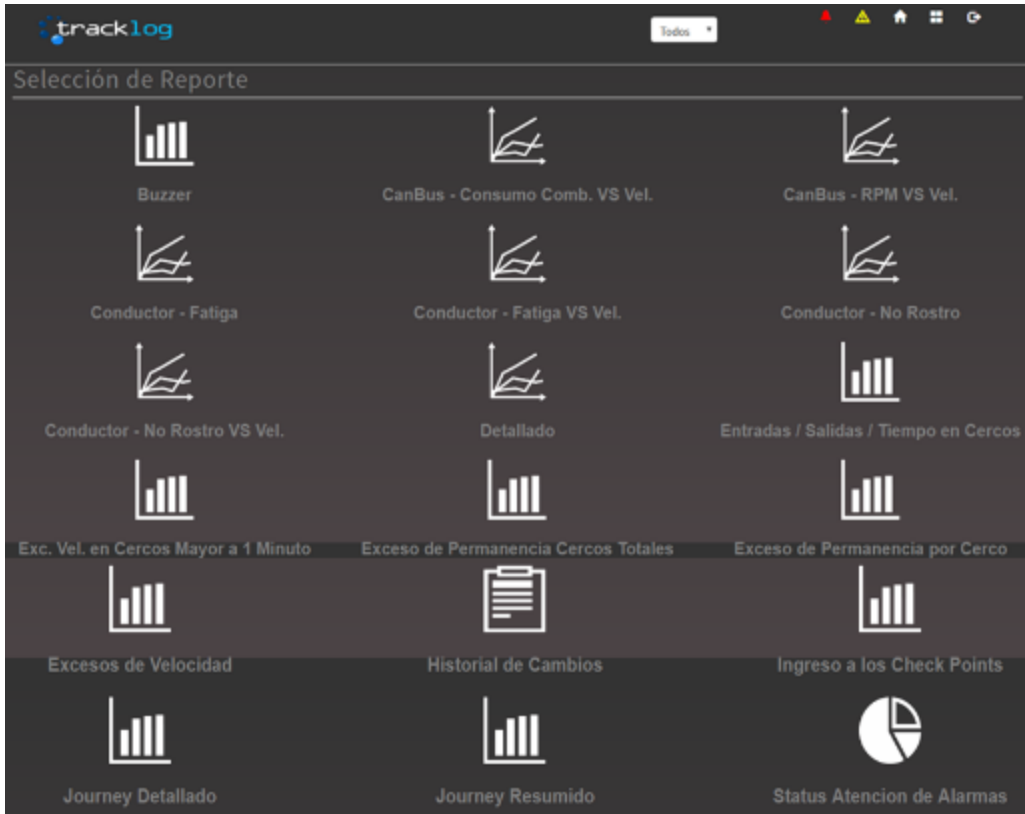 tracklog
Todos
Selección de Reporte
Buzzer
CanBus - Consumo Comb. VS Vel.
CanBus - RPM VS Vel.
Conductor - Fatiga
Conductor - Fatiga VS Vel.
Conductor - No Rostro
Conductor - No Rostro VS Vel.
Detallado
Entradas / Salidas / Tiempo en Cercos
Exc. Vel. en Cercos Mayor a 1 Minuto
Exceso de Permanencia Cercos Totales
Exceso de Permanencia por Cerco
Excesos de Velocidad
Historial de Cambios
Ingreso a los Check Points
Journey Detallado
Journey Resumido
Status Atencion de Alarmas